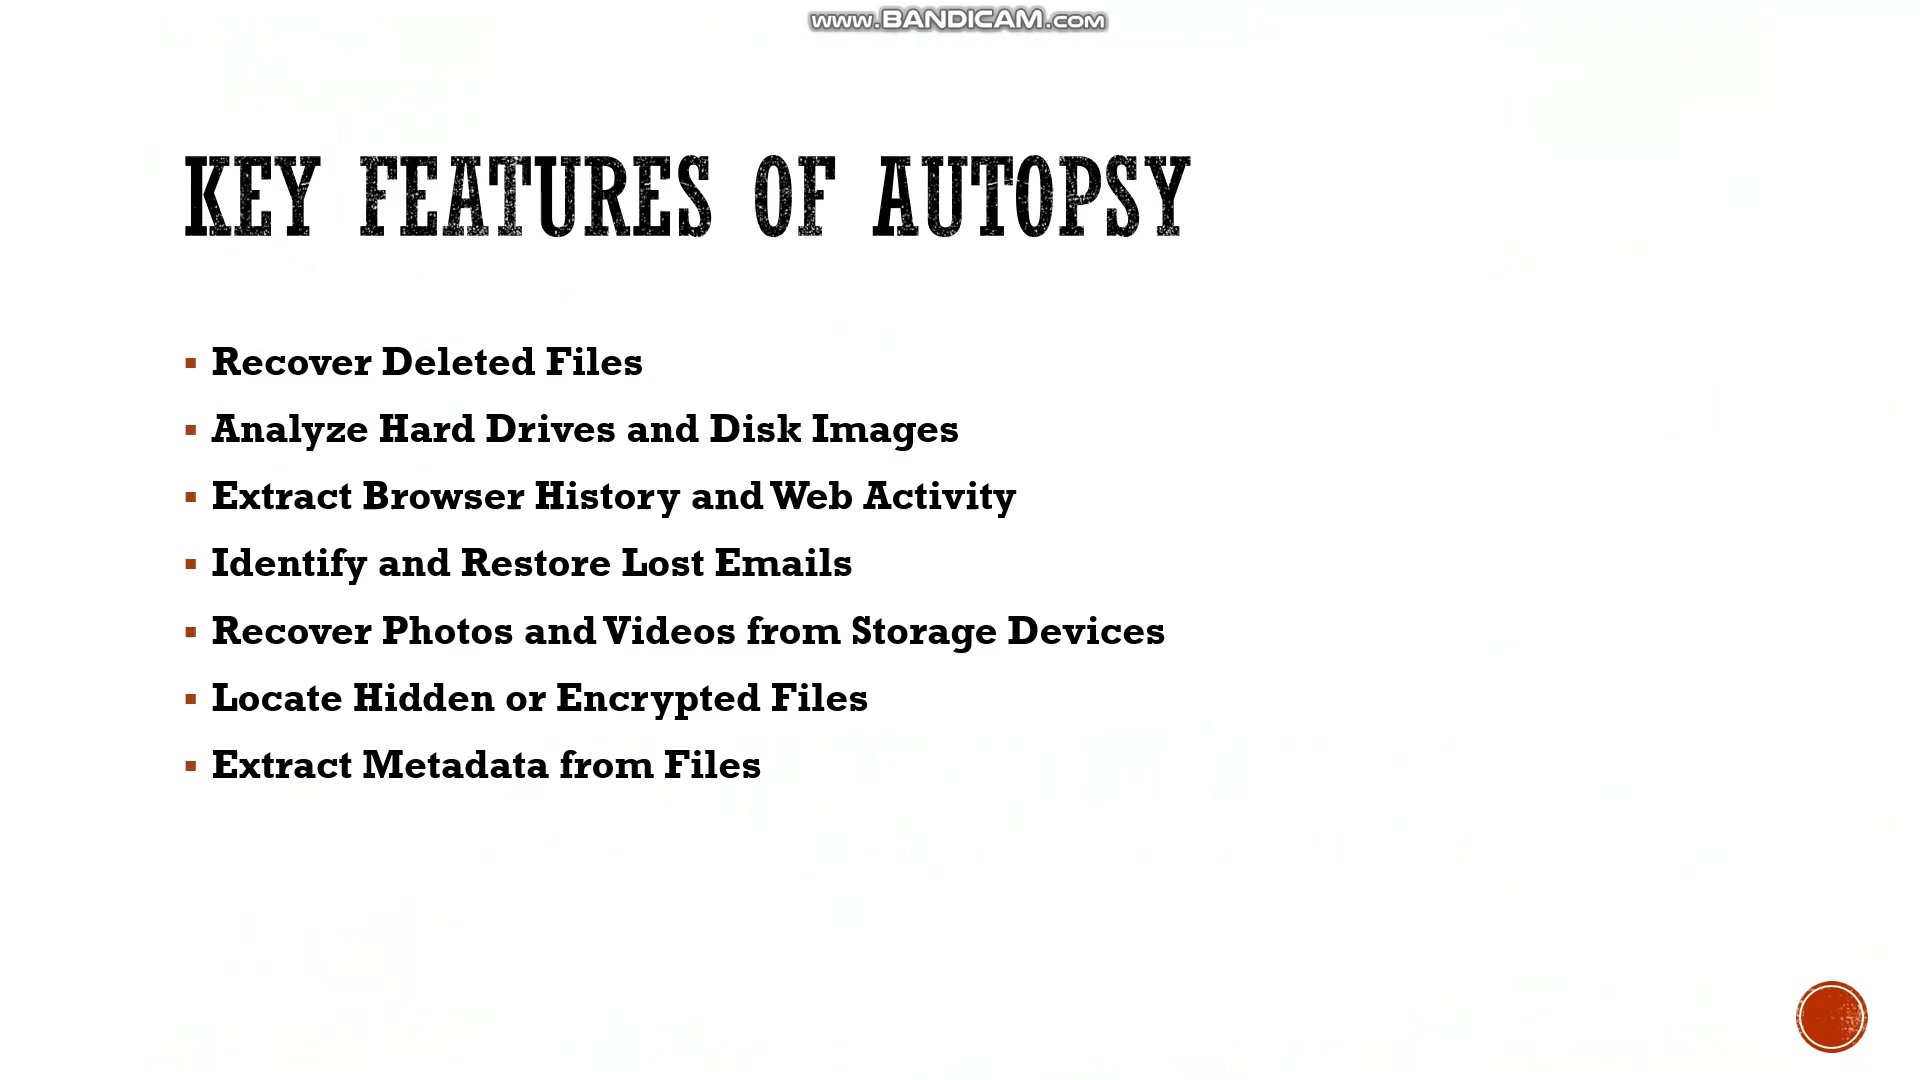 www.BANDICAM.com
KEY FEATURES OF AUTOPSY
Recover Deleted Files
Analyze Hard Drives and Disk Images
Extract Browser History and Web Activity
Identify and Restore Lost Emails
Recover Photos and Videos from Storage Devices
Locate Hidden or Encrypted Files
Extract Metadata from Files